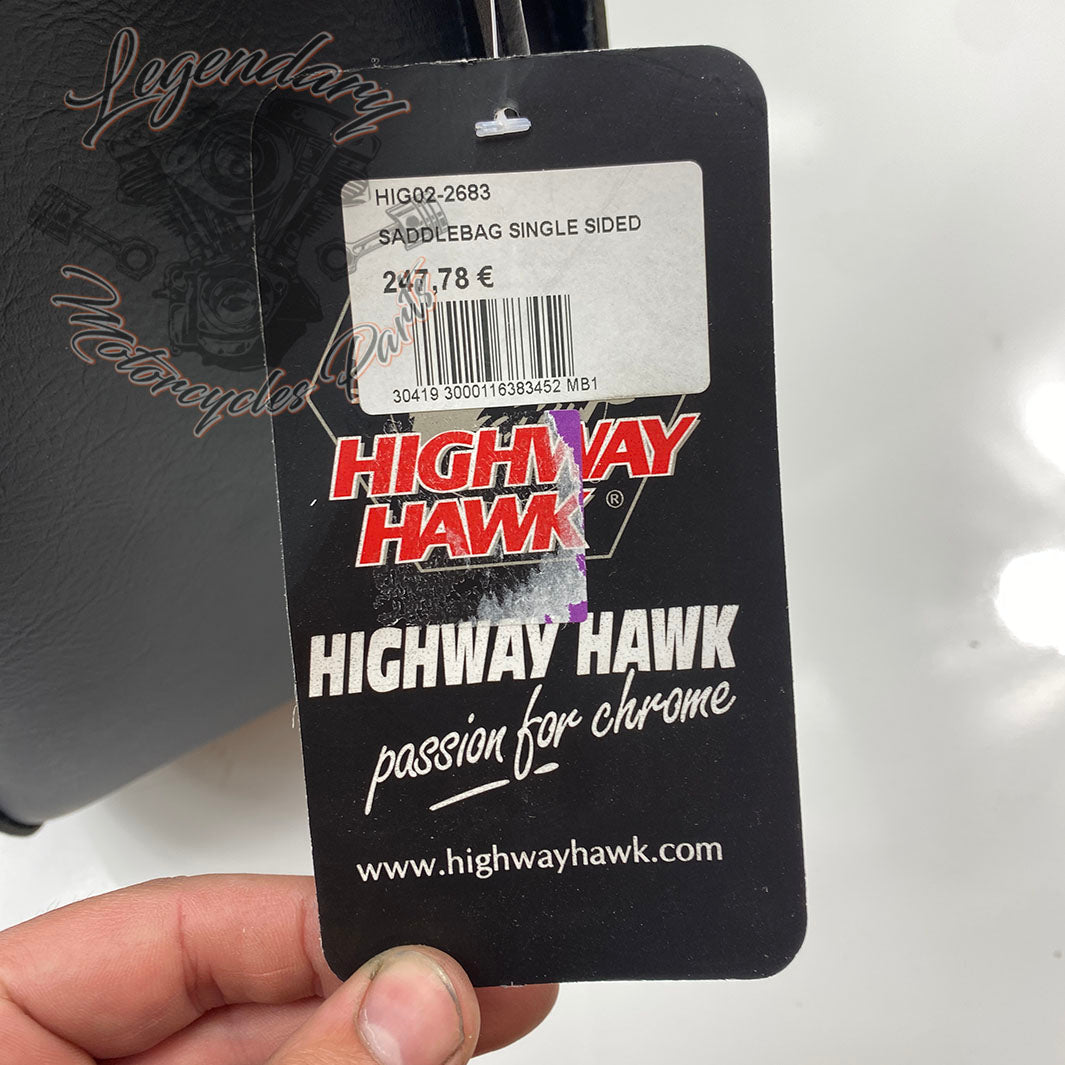 Legendary
Motorcycles Parts
HIG02-2683
SADDLEBAG SINGLE SIDED
247,78 €
30419 3000116383452 MB1
HIGHWAY
HAWK®
HIGHWAY HAWK
passion for chrome
www.highwayhawk.com